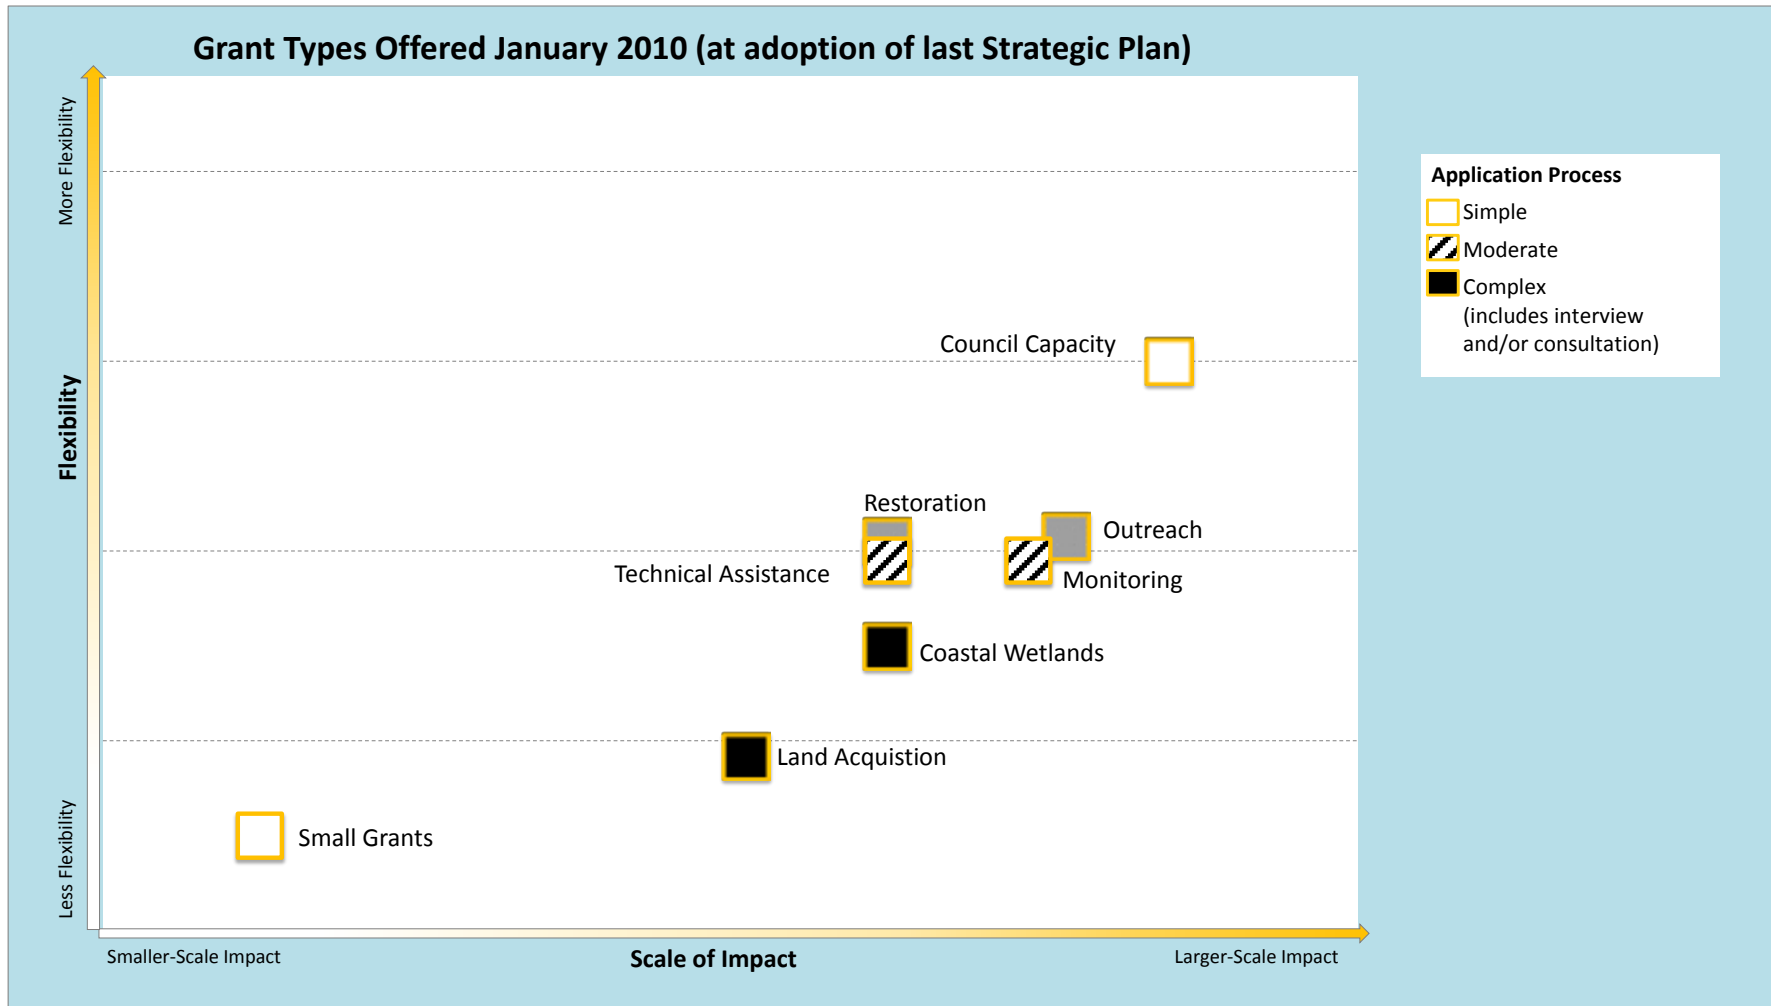 Grant Types Offered January 2010 (at adoption of last Strategic Plan)
More Flexibility
Flexibility
Less Flexibility
Council Capacity
Restoration
Outreach
Technical Assistance
Monitoring
Coastal Wetlands
Land Acquistion
Small Grants
Smaller-Scale Impact
Scale of Impact
Larger-Scale Impact
Application Process
Simple
Moderate
Complex
(includes interview
and/or consultation)